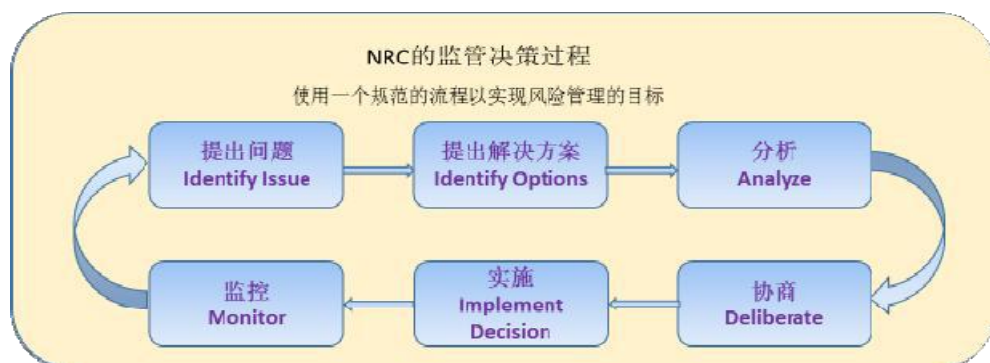 NRC的监管决策过程
使用一个规范的流程以实现风险管理的目标
提出问题
Identify Issue
提出解决方案
Identify Options
分析
Analyze
监控
Monitor
实施
Implement
Decision
协商
Deliberate